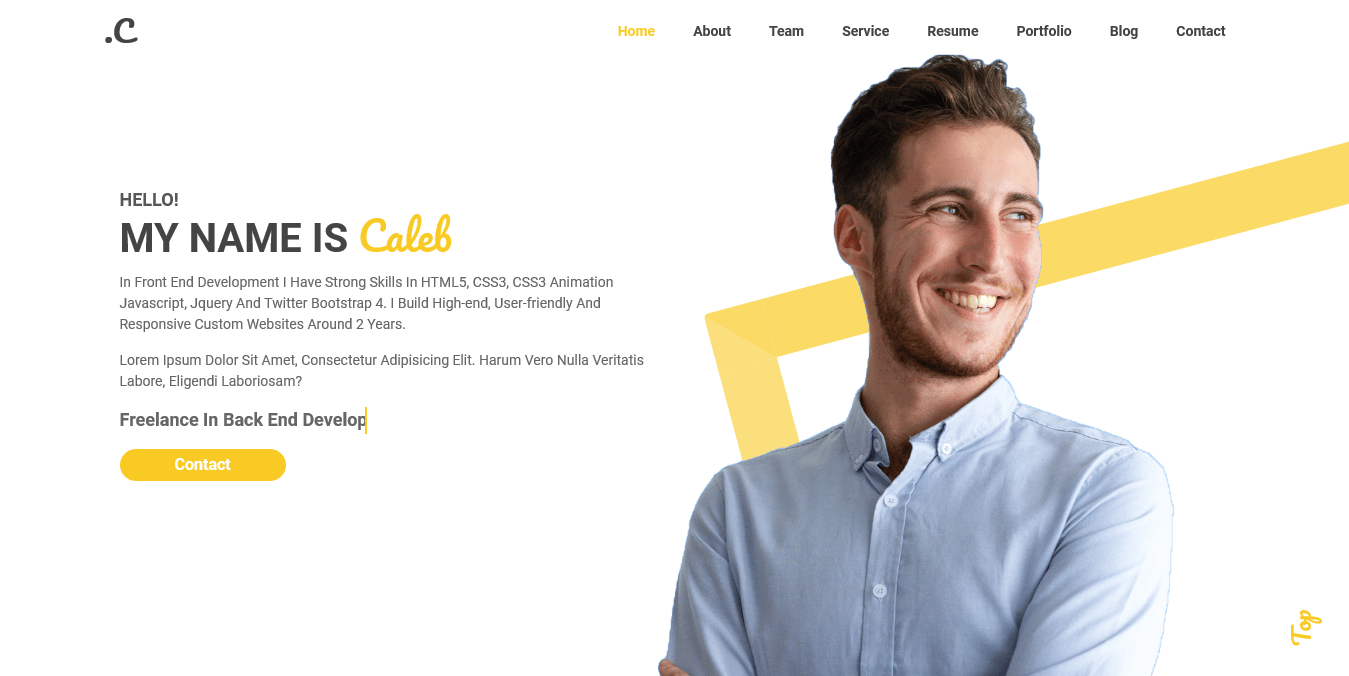 .C
Home About Team Service Resume Portfolio Blog Contact
HELLO!
MY NAME IS Caleb
In Front End Development I Have Strong Skills In HTML5, CSS3, CSS3 Animation
Javascript, Jquery And Twitter Bootstrap 4. I Build High-end, User-friendly And
Responsive Custom Websites Around 2 Years.
Lorem Ipsum Dolor Sit Amet, Consectetur Adipisicing Elit. Harum Vero Nulla Veritatis
Labore, Eligendi Laboriosam?
Freelance In Back End Develop
Contact
Top